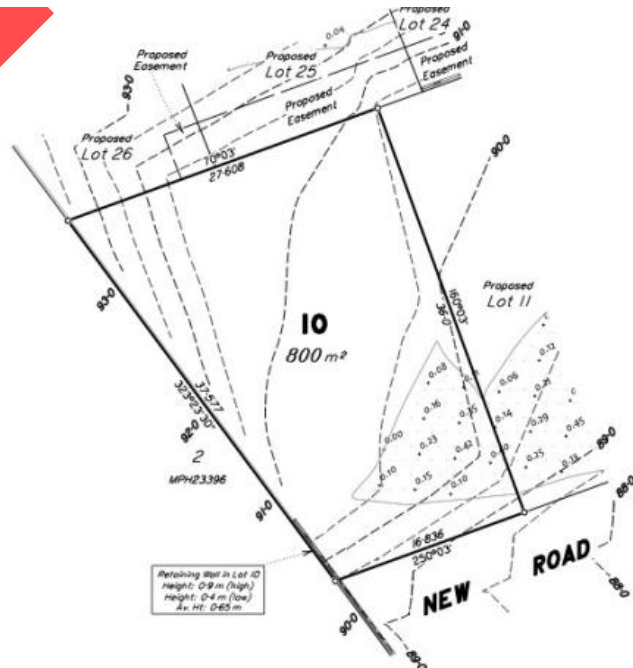 Proposed
Lot 24
0.04
Proposed
Lot 25
91·0
Proposed
Easement
Proposed
Easement
93·0
Proposed
Easement
Proposed
Lot 26
70°03'
27·608
90·0
Proposed
Lot 11
160°03'
36·0
93·0
10
800 m²
37·577
323°23'30"
92·0
2
MPH23396
0.08
0.06
0.12
0.16
0.21
0.14
0.29
0.45
0.00
0.23
0.42
0.25
0.10
0.15
0.10
89·0
88·0
91·0
16·836
250°03'
Retaining Wall in Lot 10
Height: 0·9 m (high)
Height: 0·4 m (low)
Av. Ht: 0·65 m
NEW ROAD
90·0
89·0
88·0